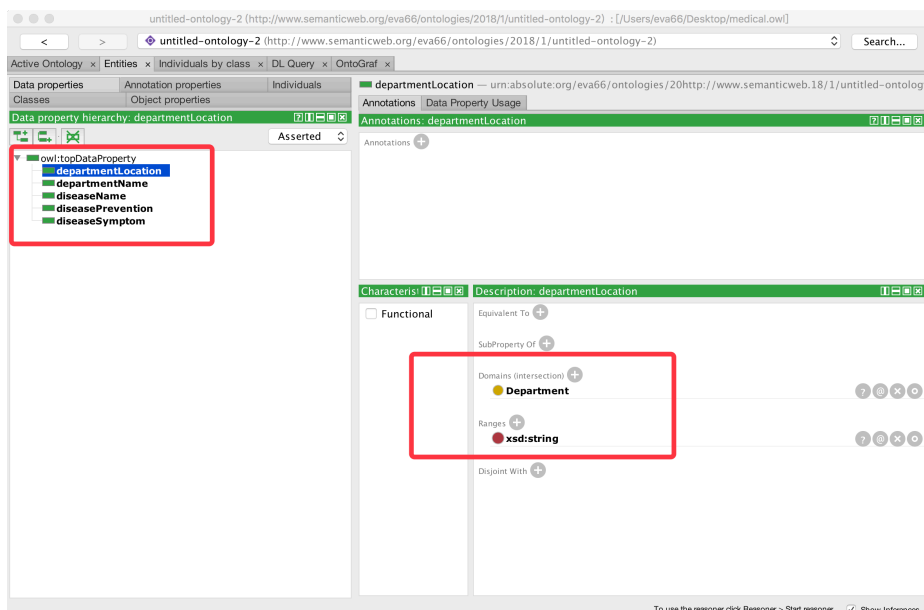 untitled-ontology-2 (http://www.semanticweb.org/eva66/ontologies/2018/1/untitled-ontology-2) : [/Users/eva66/Desktop/medical.owl]
< > untitled-ontology-2 (http://www.semanticweb.org/eva66/ontologies/2018/1/untitled-ontology-2) Search...
Active Ontology × Entities × Individuals by class × DL Query × OntoGraf ×
Data properties Annotation properties Individuals
Classes Object properties
Data property hierarchy: departmentLocation
Asserted
owl:topDataProperty
departmentLocation
departmentName
diseaseName
diseasePrevention
diseaseSymptom
departmentLocation — urn:absolute:org/eva66/ontologies/20http://www.semanticweb.18/1/untitled-ontolog
Annotations Data Property Usage
Annotations: departmentLocation
Annotations
Characterist
Functional
Description: departmentLocation
Equivalent To
SubProperty Of
Domains (intersection)
Department
Ranges
xsd:string
Disjoint With
To use the reasoner click Reasoner > Start reasoner Show Inferences